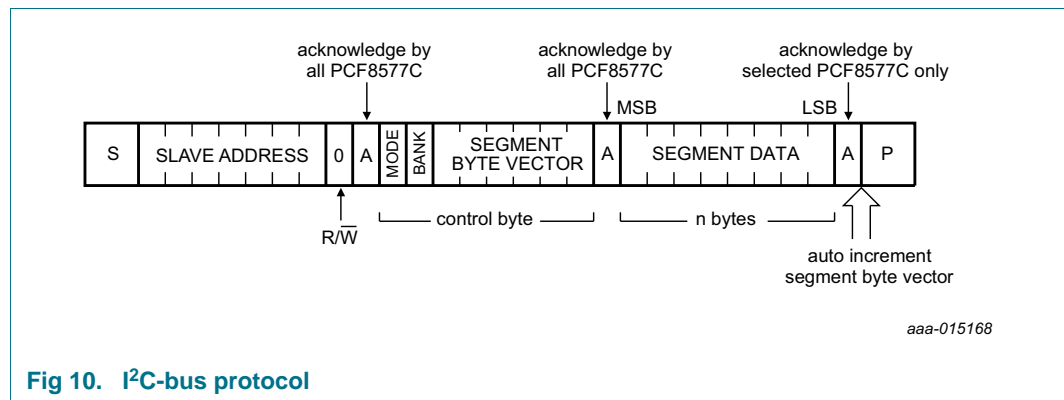 acknowledge by
all PCF8577C
acknowledge by
all PCF8577C
acknowledge by
selected PCF8577C only
MSB
LSB
S
SLAVE ADDRESS
0
A
MODE
BANK
SEGMENT
BYTE VECTOR
A
SEGMENT DATA
A
P
R/W̅
control byte
n bytes
auto increment
segment byte vector
aaa-015168
Fig 10. I²C-bus protocol